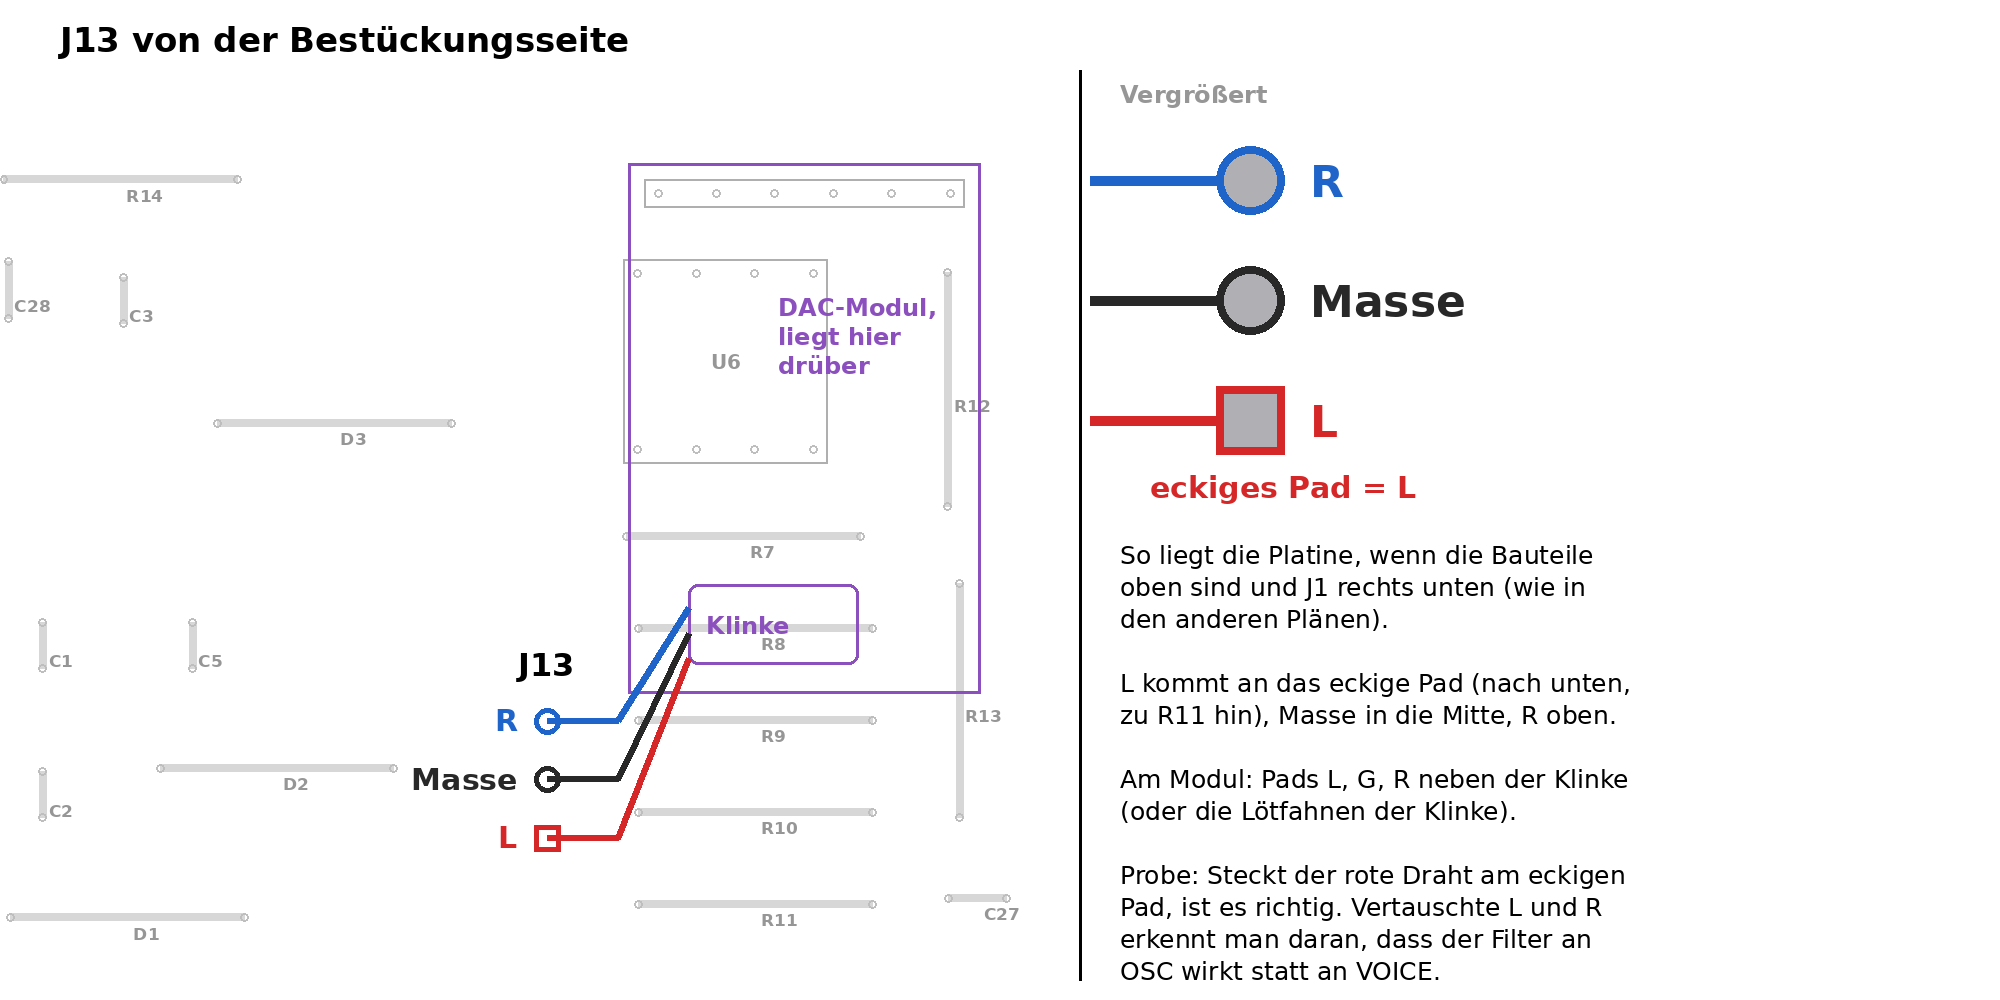 J13 von der Bestückungsseite
R14
C28
C3
D3
C1
C5
C2
D2
D1
U6
DAC-Modul,
liegt hier
drüber
R12
R7
Klinke
R8
J13
R
R9
R13
Masse
R10
L
R11
C27
Vergrößert
R
Masse
L
eckiges Pad = L
So liegt die Platine, wenn die Bauteile
oben sind und J1 rechts unten (wie in
den anderen Plänen).
L kommt an das eckige Pad (nach unten,
zu R11 hin), Masse in die Mitte, R oben.
Am Modul: Pads L, G, R neben der Klinke
(oder die Lötfahnen der Klinke).
Probe: Steckt der rote Draht am eckigen
Pad, ist es richtig. Vertauschte L und R
erkennt man daran, dass der Filter an
OSC wirkt statt an VOICE.